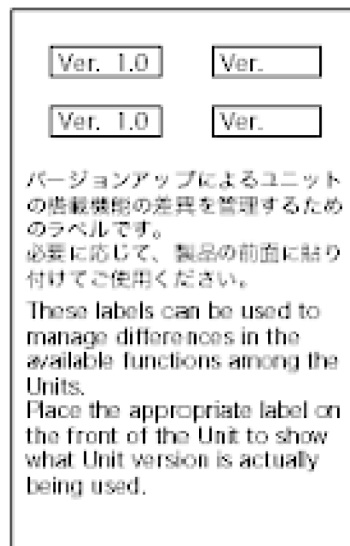 Ver. 1.0 Ver.
Ver. 1.0 Ver.
バージョンアップによるユニット
の搭載機能の差異を管理するため
のラベルです。
必要に応じて、製品の前面に貼り
付けてご使用ください。
These labels can be used to
manage differences in the
available functions among the
Units.
Place the appropriate label on
the front of the Unit to show
what Unit version is actually
being used.